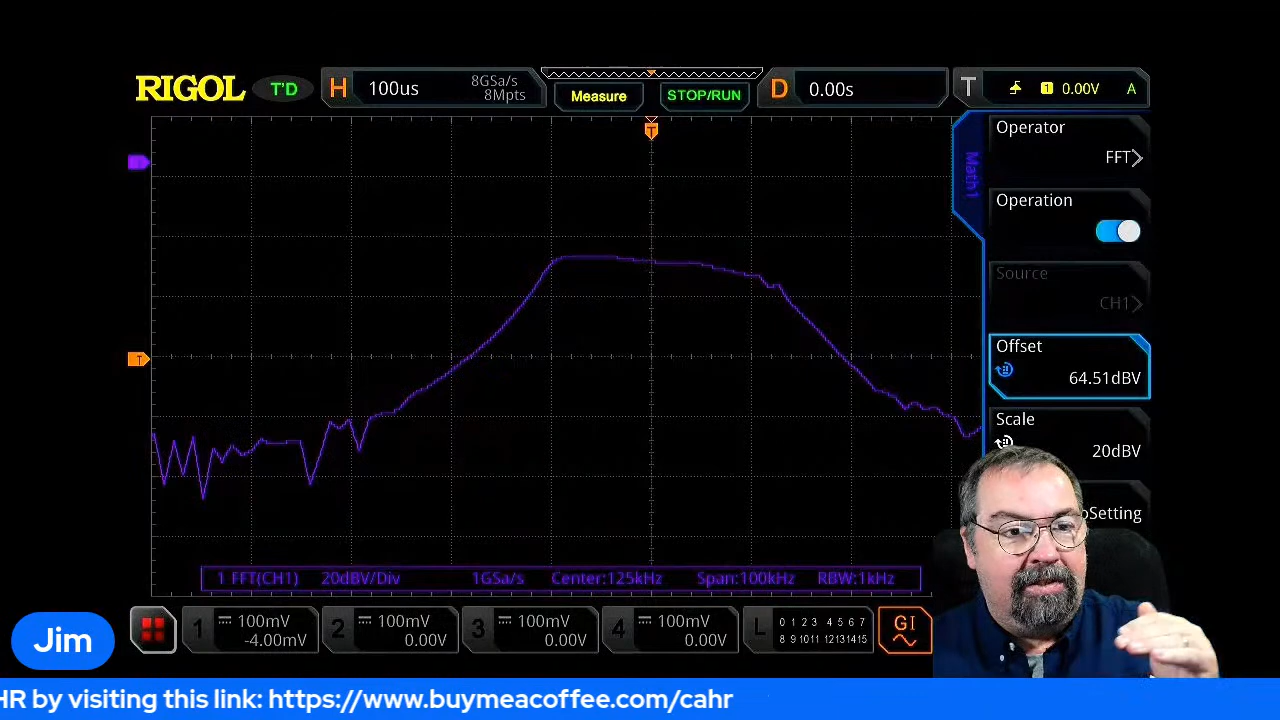 RIGOL
T'D
H 100us 8GSa/s
8Mpts
Measure
STOP/RUN
D 0.00s
T 1 0.00V A
T
T
Math1
Operator
FFT
Operation
Source
CH1
Offset
64.51dBV
Scale
20dBV
oSetting
1 FFT(CH1) 20dBV/Div 1GSa/s Center:125kHz Span:100kHz RBW:1kHz
1 100mV
-4.00mV
2 100mV
0.00V
3 100mV
0.00V
4 100mV
0.00V
L 0 1 2 3 4 5 6 7
8 9 10 11 12 13 14 15
GI
Jim
HR by visiting this link: https://www.buymeacoffee.com/cahr